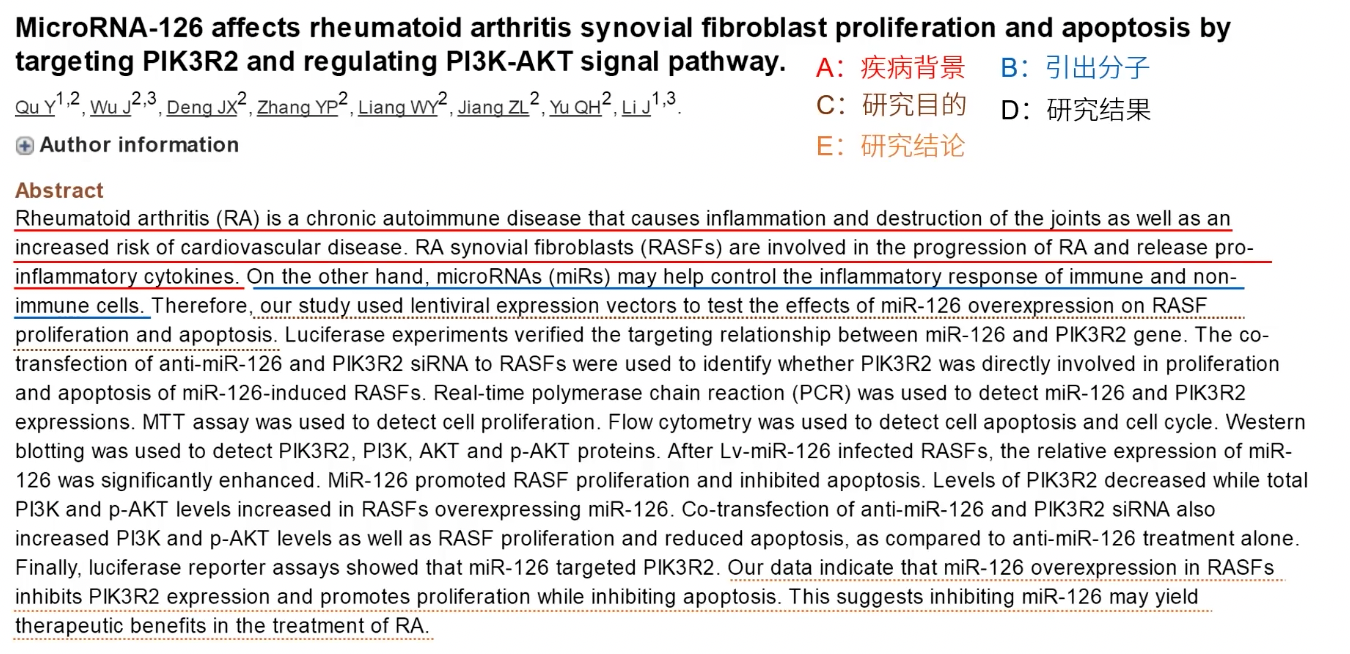 MicroRNA-126 affects rheumatoid arthritis synovial fibroblast proliferation and apoptosis by
targeting PIK3R2 and regulating PI3K-AKT signal pathway.
A：疾病背景 B：引出分子
C：研究目的 D：研究结果
E：研究结论
Qu Y1,2, Wu J2,3, Deng JX2, Zhang YP2, Liang WY2, Jiang ZL2, Yu QH2, Li J1,3.
Author information
Abstract
Rheumatoid arthritis (RA) is a chronic autoimmune disease that causes inflammation and destruction of the joints as well as an
increased risk of cardiovascular disease. RA synovial fibroblasts (RASFs) are involved in the progression of RA and release pro-
inflammatory cytokines. On the other hand, microRNAs (miRs) may help control the inflammatory response of immune and non-
immune cells. Therefore, our study used lentiviral expression vectors to test the effects of miR-126 overexpression on RASF
proliferation and apoptosis. Luciferase experiments verified the targeting relationship between miR-126 and PIK3R2 gene. The co-
transfection of anti-miR-126 and PIK3R2 siRNA to RASFs were used to identify whether PIK3R2 was directly involved in proliferation
and apoptosis of miR-126-induced RASFs. Real-time polymerase chain reaction (PCR) was used to detect miR-126 and PIK3R2
expressions. MTT assay was used to detect cell proliferation. Flow cytometry was used to detect cell apoptosis and cell cycle. Western
blotting was used to detect PIK3R2, PI3K, AKT and p-AKT proteins. After Lv-miR-126 infected RASFs, the relative expression of miR-
126 was significantly enhanced. MiR-126 promoted RASF proliferation and inhibited apoptosis. Levels of PIK3R2 decreased while total
PI3K and p-AKT levels increased in RASFs overexpressing miR-126. Co-transfection of anti-miR-126 and PIK3R2 siRNA also
increased PI3K and p-AKT levels as well as RASF proliferation and reduced apoptosis, as compared to anti-miR-126 treatment alone.
Finally, luciferase reporter assays showed that miR-126 targeted PIK3R2. Our data indicate that miR-126 overexpression in RASFs
inhibits PIK3R2 expression and promotes proliferation while inhibiting apoptosis. This suggests inhibiting miR-126 may yield
therapeutic benefits in the treatment of RA.